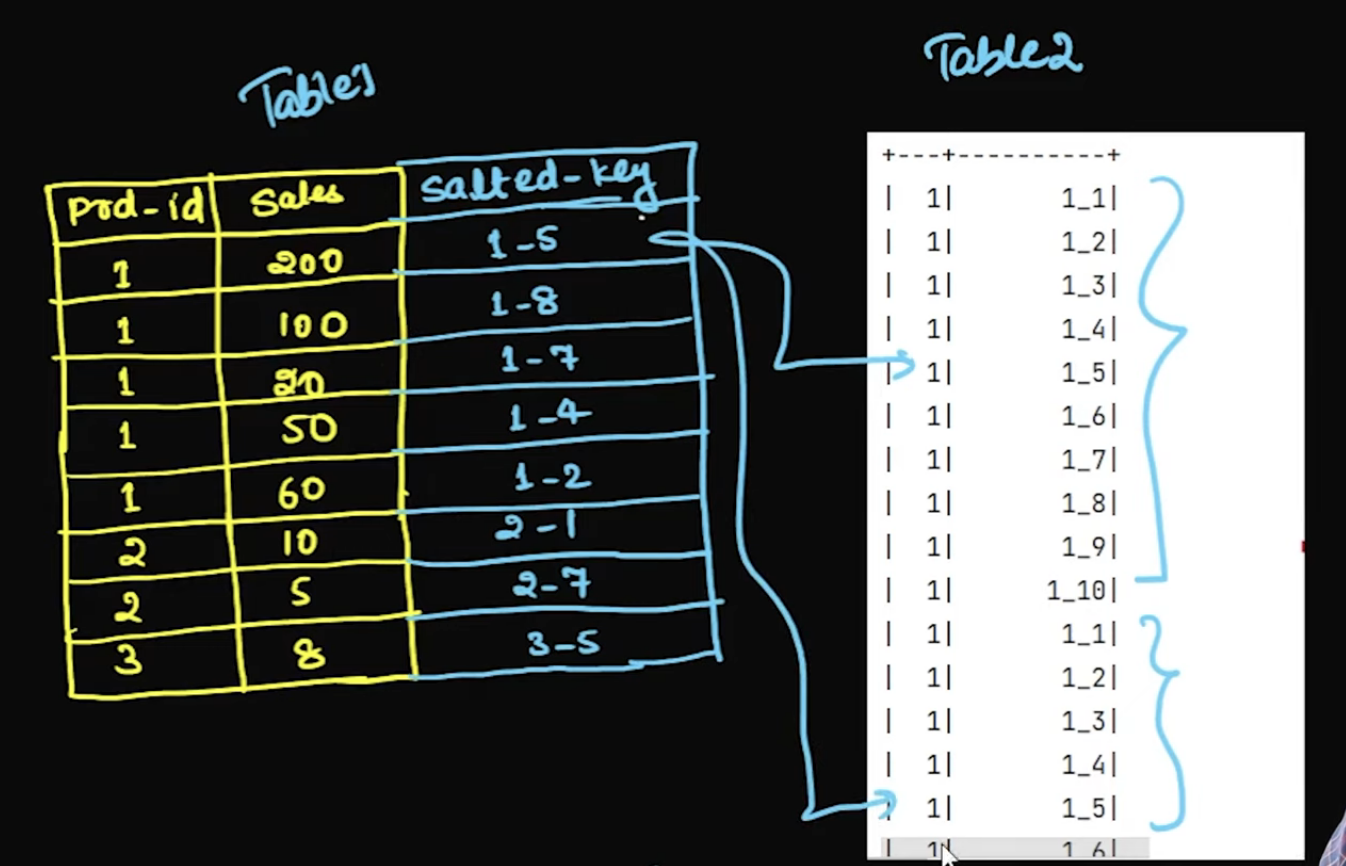 Table1
Prd-id Sales Salted-key
1 200 1-5
1 100 1-8
1 20 1-7
1 50 1-4
1 60 1-2
2 10 2-1
2 5 2-7
3 8 3-5
Table2
+---+----------+
| 1| 1_1|
| 1| 1_2|
| 1| 1_3|
| 1| 1_4|
| 1| 1_5|
| 1| 1_6|
| 1| 1_7|
| 1| 1_8|
| 1| 1_9|
| 1| 1_10|
| 1| 1_1|
| 1| 1_2|
| 1| 1_3|
| 1| 1_4|
| 1| 1_5|
| 1| 1_6|